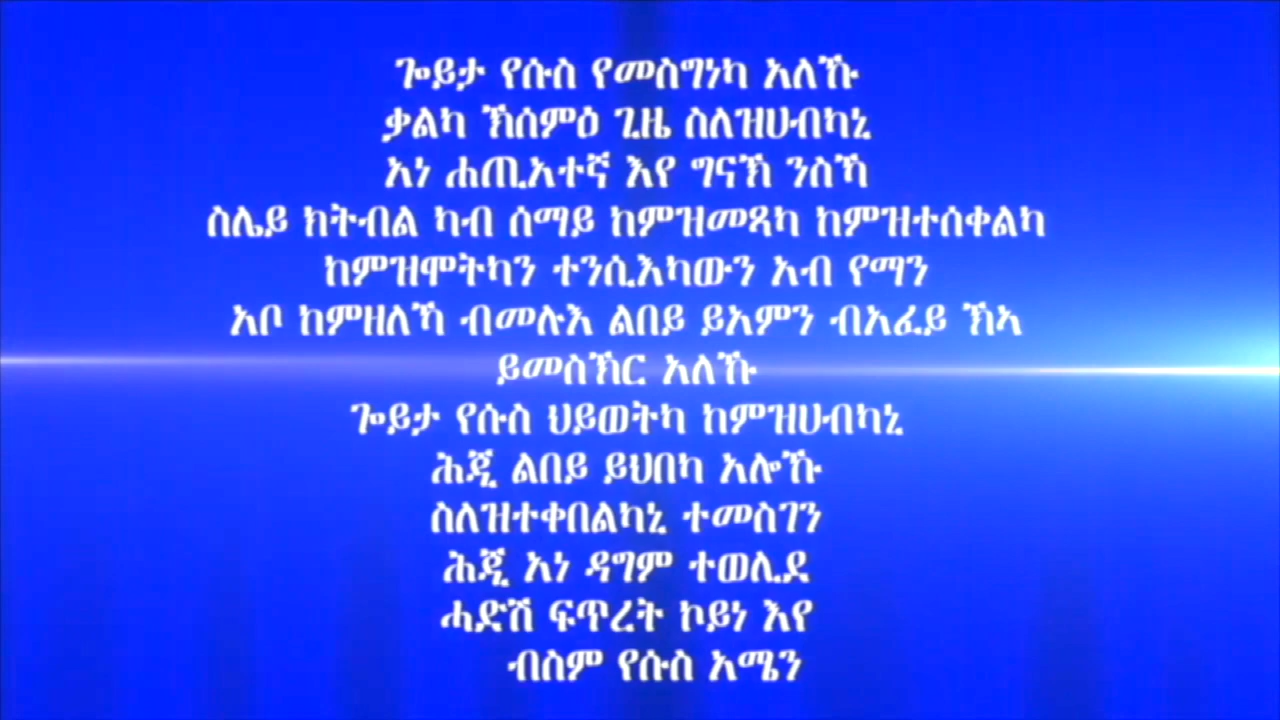 ጐይታ የሱስ የመስግነካ አለኹ
ቃልካ ኽሰምዕ ጊዜ ስለዝሀብካኒ
አነ ሐጢአተኛ እየ ግናኽ ንስኻ
ስሌይ ክትብል ካብ ሰማይ ከምዝመጻካ ከምዝተሰቀልካ
ከምዝሞትካን ተንሲእካውን አብ የማን
አቦ ከምዘለኻ ብመሉእ ልበይ ይአምን ብአፈይ ኽኣ
ይመስኽር አለኹ
ጐይታ የሱስ ህይወትካ ከምዝሀብካኒ
ሕጂ ልበይ ይህበካ አሎኹ
ስለዝተቀበልካኒ ተመስገን
ሕጂ አነ ዳግም ተወሊደ
ሓድሽ ፍጥረት ኮይነ እየ
ብስም የሱስ አሜን